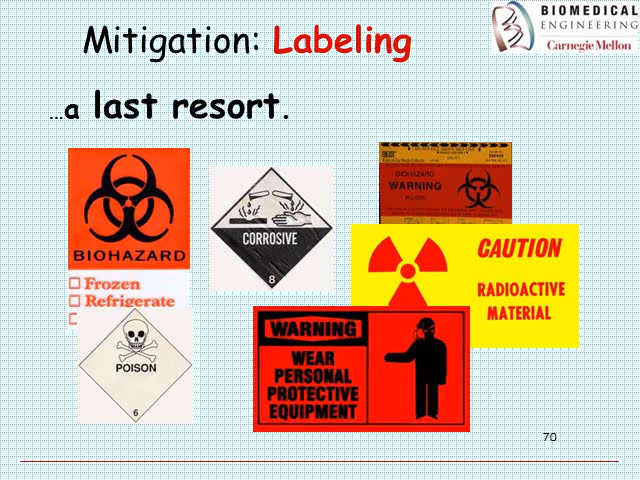 Mitigation: Labeling
BIOMEDICAL
ENGINEERING
Carnegie Mellon
...a last resort.
BIOHAZARD
Frozen
Refrigerate
CORROSIVE
8
BIOHAZARD
WARNING
CAUTION
RADIOACTIVE
MATERIAL
POISON
6
WARNING
WEAR
PERSONAL
PROTECTIVE
EQUIPMENT
70